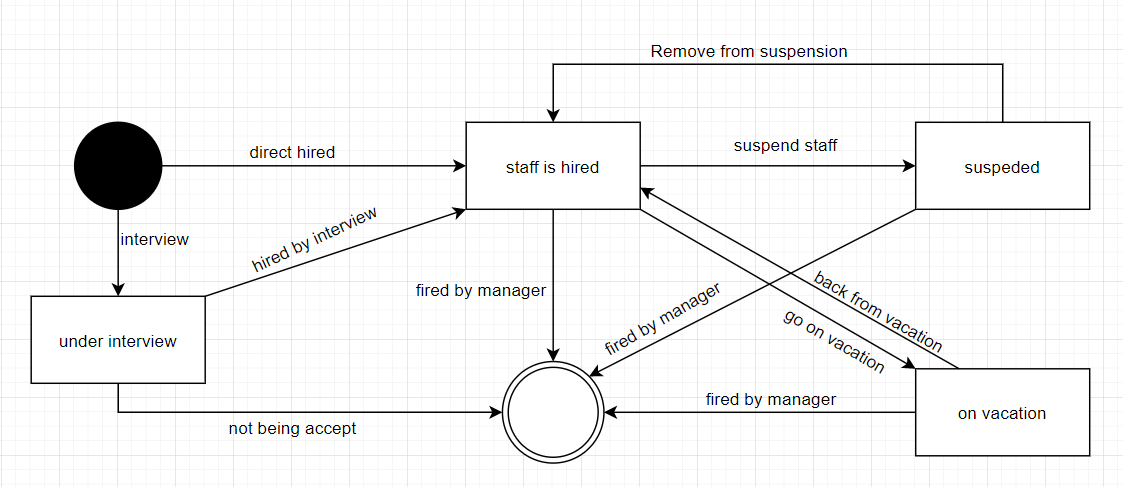 Remove from suspension
direct hired
suspend staff
staff is hired
suspeded
interview
hired by interview
fired by manager
fired by manager
back from vacation
go on vacation
under interview
fired by manager
on vacation
not being accept